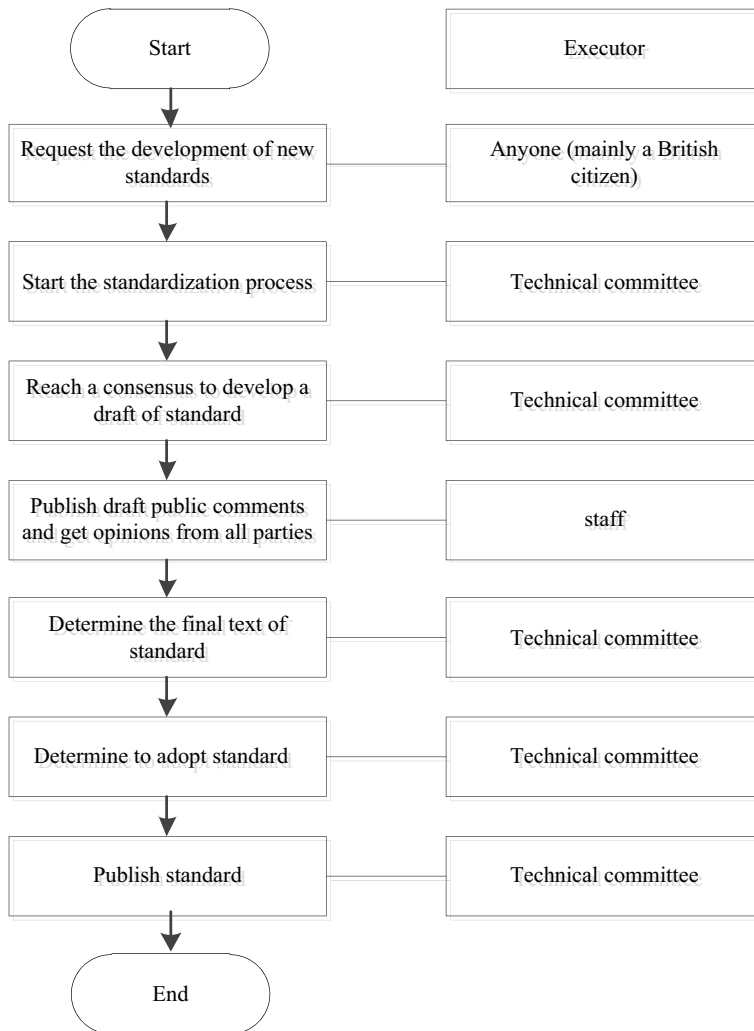 Start
Executor
Request the development of new
standards
Anyone (mainly a British
citizen)
Start the standardization process
Technical committee
Reach a consensus to develop a
draft of standard
Technical committee
Publish draft public comments
and get opinions from all parties
staff
Determine the final text of
standard
Technical committee
Determine to adopt standard
Technical committee
Publish standard
Technical committee
End